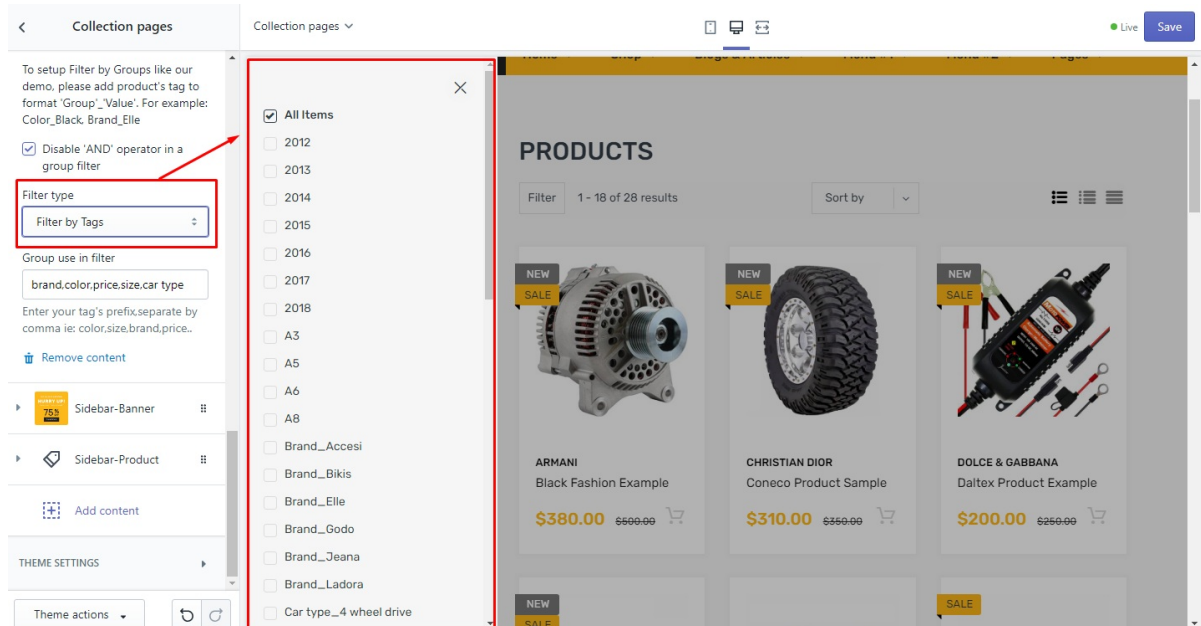 Collection pages
Collection pages
Live
Save
To setup Filter by Groups like our
demo, please add product's tag to
format 'Group'_'Value'. For example:
Color_Black, Brand_Elle
Disable 'AND' operator in a
group filter
Filter type
Filter by Tags
Group use in filter
brand,color,price,size,car type
Enter your tag's prefix,separate by
comma ie: color,size,brand,price..
Remove content
75%
Sidebar-Banner
Sidebar-Product
Add content
THEME SETTINGS
Theme actions
All Items
2012
2013
2014
2015
2016
2017
2018
A3
A5
A6
A8
Brand_Accesi
Brand_Bikis
Brand_Elle
Brand_Godo
Brand_Jeana
Brand_Ladora
Car type_4 wheel drive
PRODUCTS
Filter
1 - 18 of 28 results
Sort by
NEW
SALE
ARMANI
Black Fashion Example
$380.00 $500.00
NEW
SALE
CHRISTIAN DIOR
Coneco Product Sample
$310.00 $350.00
NEW
SALE
DOLCE & GABBANA
Daltex Product Example
$200.00 $250.00
NEW
SALE
SALE